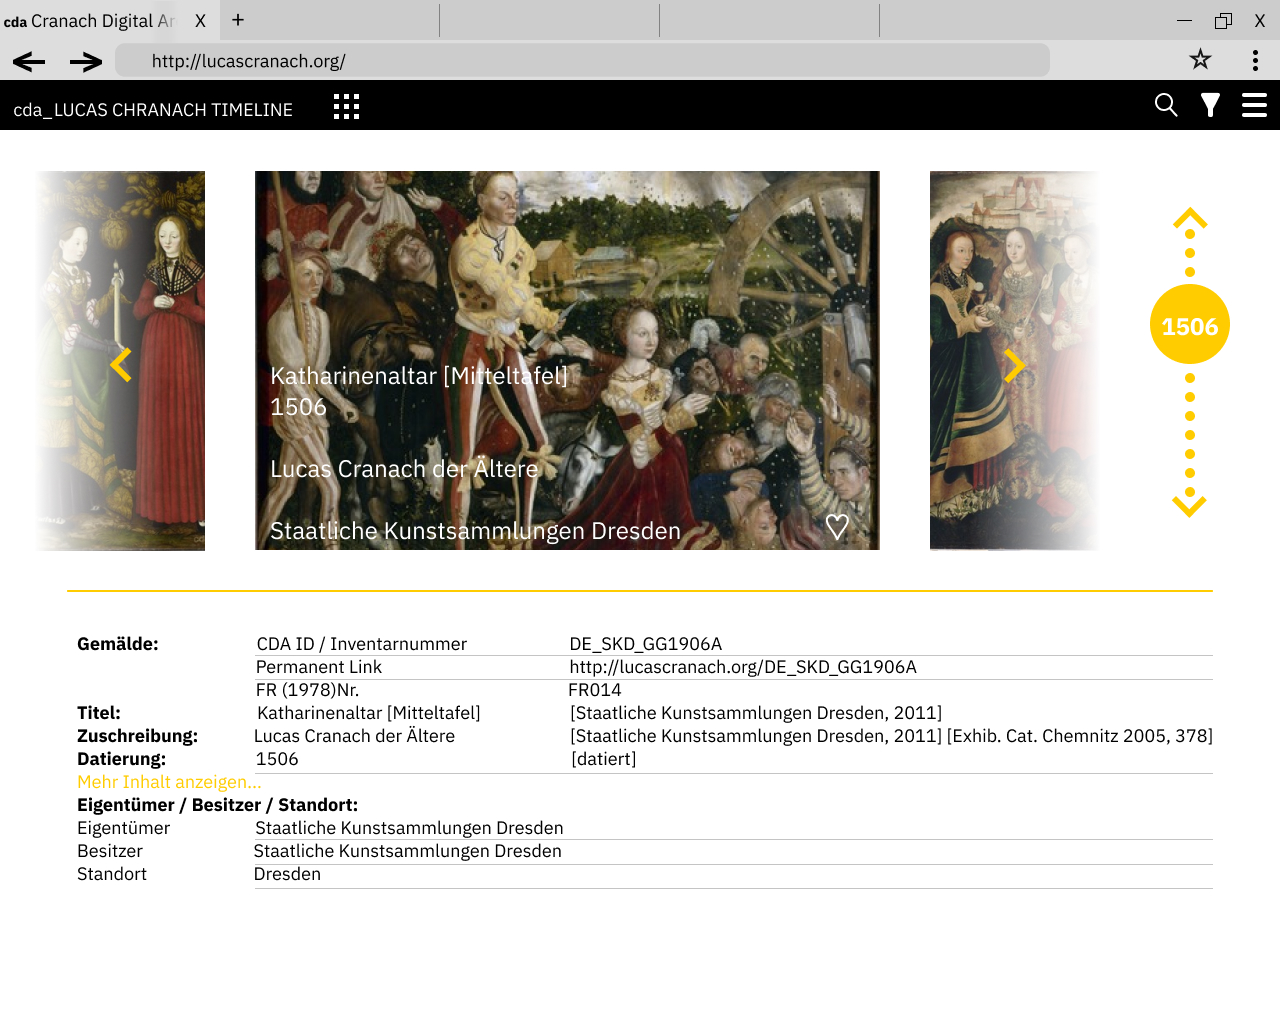 cda Cranach Digital Ar X +
X
http://lucascranach.org/
cda_LUCAS CHRANACH TIMELINE
Katharinenaltar [Mitteltafel]
1506
Lucas Cranach der Ältere
Staatliche Kunstsammlungen Dresden
1506
Gemälde: CDA ID / Inventarnummer DE_SKD_GG1906A
Permanent Link http://lucascranach.org/DE_SKD_GG1906A
FR (1978)Nr. FR014
Titel: Katharinenaltar [Mitteltafel] [Staatliche Kunstsammlungen Dresden, 2011]
Zuschreibung: Lucas Cranach der Ältere [Staatliche Kunstsammlungen Dresden, 2011] [Exhib. Cat. Chemnitz 2005, 378]
Datierung: 1506 [datiert]
Mehr Inhalt anzeigen...
Eigentümer / Besitzer / Standort:
Eigentümer Staatliche Kunstsammlungen Dresden
Besitzer Staatliche Kunstsammlungen Dresden
Standort Dresden